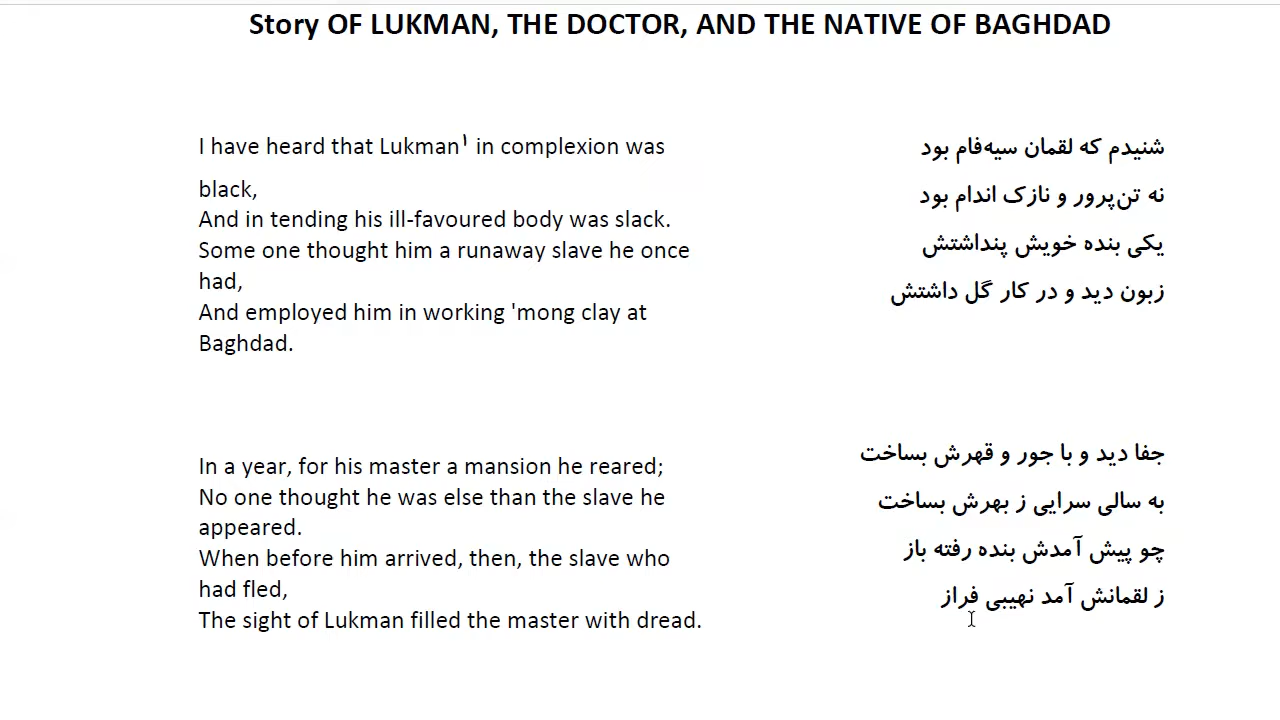 Story OF LUKMAN, THE DOCTOR, AND THE NATIVE OF BAGHDAD
I have heard that Lukman۱ in complexion was
black,
And in tending his ill-favoured body was slack.
Some one thought him a runaway slave he once
had,
And employed him in working 'mong clay at
Baghdad.
شنیدم که لقمان سیه‌فام بود
نه تن‌پرور و نازک اندام بود
یکی بنده خویش پنداشتش
زبون دید و در کار گل داشتش
In a year, for his master a mansion he reared;
No one thought he was else than the slave he
appeared.
When before him arrived, then, the slave who
had fled,
The sight of Lukman filled the master with dread.
جفا دید و با جور و قهرش بساخت
به سالی سرایی ز بهرش بساخت
چو پیش آمدش بنده رفته باز
ز لقمانش آمد نهیبی فراز